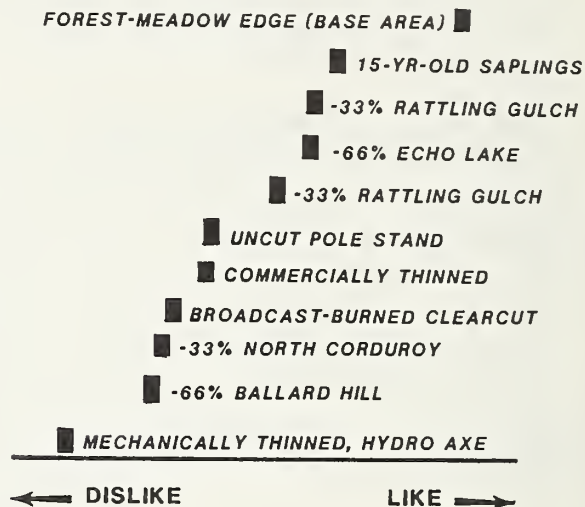 FOREST-MEADOW EDGE (BASE AREA)
15-YR-OLD SAPLINGS
-33% RATTLING GULCH
-66% ECHO LAKE
-33% RATTLING GULCH
UNCUT POLE STAND
COMMERCIALLY THINNED
BROADCAST-BURNED CLEARCUT
-33% NORTH CORDUROY
-66% BALLARD HILL
MECHANICALLY THINNED, HYDRO AXE
DISLIKE LIKE